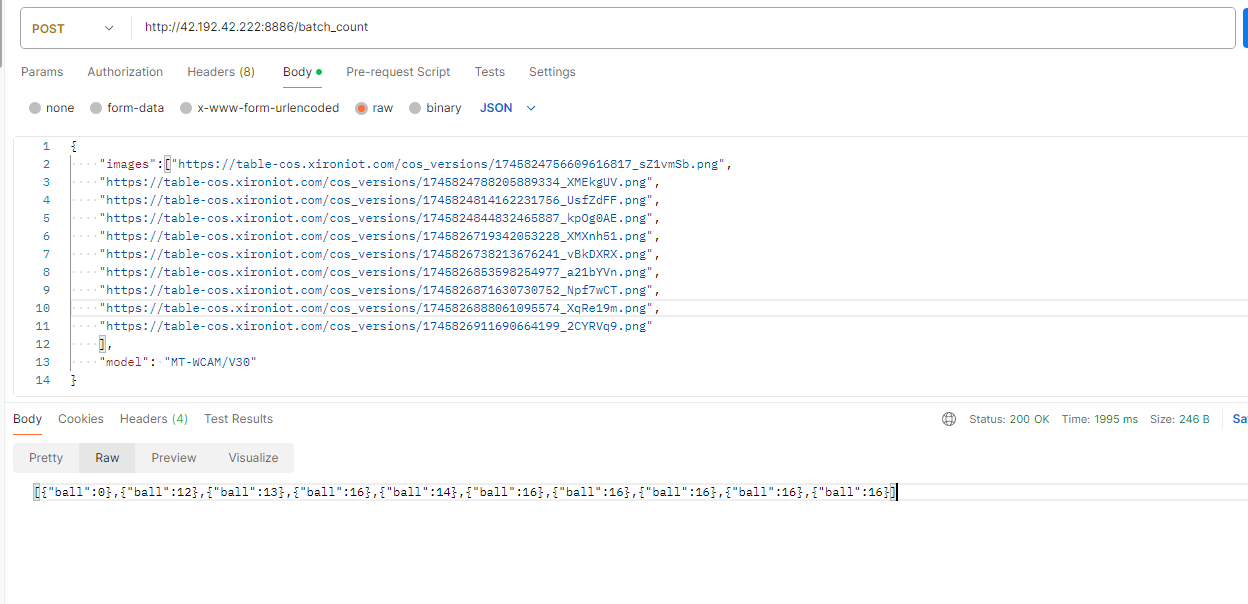 POST http://42.192.42.222:8886/batch_count
Params Authorization Headers (8) Body Pre-request Script Tests Settings
none form-data x-www-form-urlencoded raw binary JSON
1 {
2 "images":["https://table-cos.xironiot.com/cos_versions/1745824756609616817_sZ1vmSb.png",
3 "https://table-cos.xironiot.com/cos_versions/1745824788205889334_XMEkgUV.png",
4 "https://table-cos.xironiot.com/cos_versions/1745824814162231756_UsfZdFF.png",
5 "https://table-cos.xironiot.com/cos_versions/1745824844832465887_kpOg0AE.png",
6 "https://table-cos.xironiot.com/cos_versions/1745826719342053228_XMXnh51.png",
7 "https://table-cos.xironiot.com/cos_versions/1745826738213676241_vBkDXRX.png",
8 "https://table-cos.xironiot.com/cos_versions/1745826853598254977_a21bYVn.png",
9 "https://table-cos.xironiot.com/cos_versions/1745826871630730752_Npf7wCT.png",
10 "https://table-cos.xironiot.com/cos_versions/1745826888061095574_XqRe19m.png",
11 "https://table-cos.xironiot.com/cos_versions/1745826911690664199_2CYRVq9.png"
12 ],
13 "model": "MT-WCAM/V30"
14 }
Body Cookies Headers (4) Test Results Status: 200 OK Time: 1995 ms Size: 246 B Sa
Pretty Raw Preview Visualize
[{"ball":0},{"ball":12},{"ball":13},{"ball":16},{"ball":14},{"ball":16},{"ball":16},{"ball":16},{"ball":16},{"ball":16}]